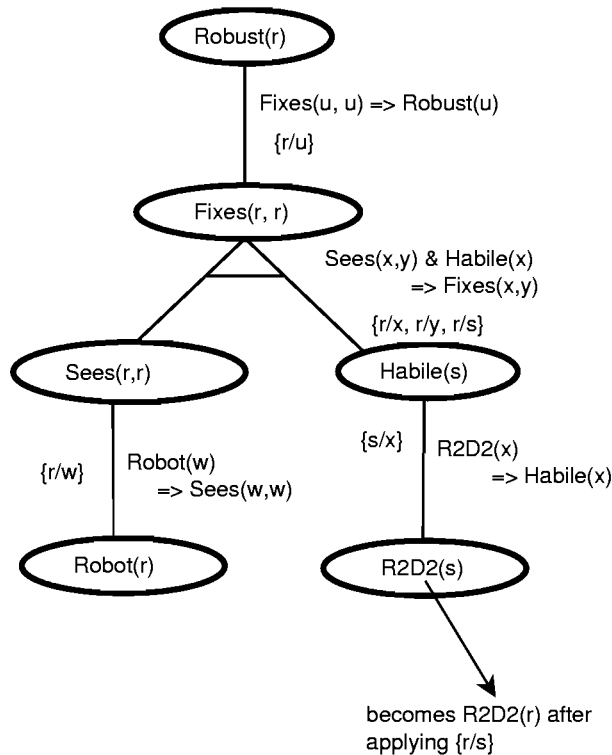 Robust(r)
Fixes(u, u) => Robust(u)
{r/u}
Fixes(r, r)
Sees(x,y) & Habile(x)
=> Fixes(x,y)
{r/x, r/y, r/s}
Sees(r,r)
Habile(s)
{r/w}
Robot(w)
=> Sees(w,w)
{s/x}
R2D2(x)
=> Habile(x)
Robot(r)
R2D2(s)
becomes R2D2(r) after
applying {r/s}